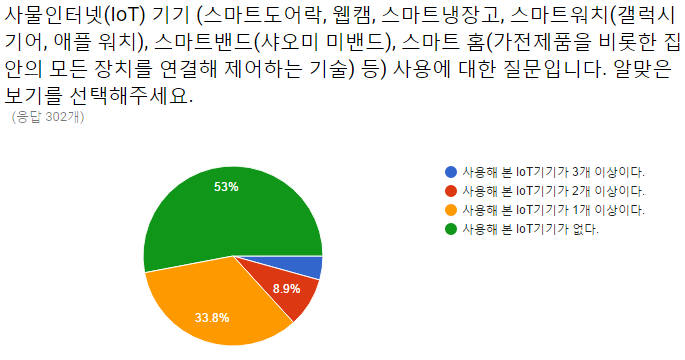 사물인터넷(IoT) 기기 (스마트도어락, 웹캠, 스마트냉장고, 스마트워치(갤럭시
기어, 애플 워치), 스마트밴드(샤오미 미밴드), 스마트 홈(가전제품을 비롯한 집
안의 모든 장치를 연결해 제어하는 기술) 등) 사용에 대한 질문입니다. 알맞은
보기를 선택해주세요.
(응답 302개)
사용해 본 IoT기기가 3개 이상이다.
사용해 본 IoT기기가 2개 이상이다.
사용해 본 IoT기기가 1개 이상이다.
사용해 본 IoT기기가 없다.
53%
8.9%
33.8%